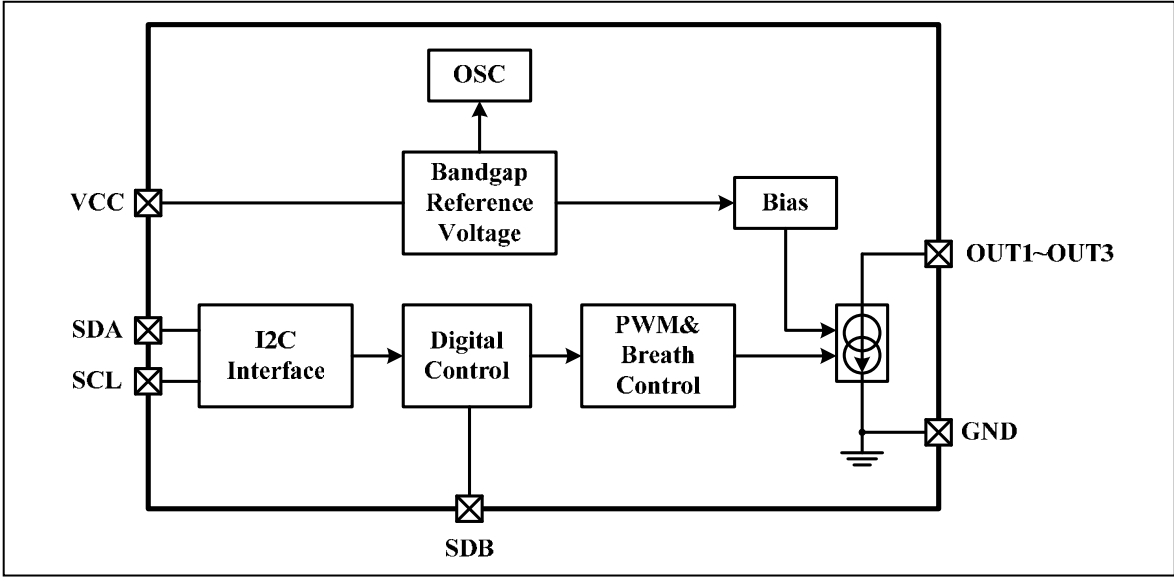 OSC
VCC
Bandgap
Reference
Voltage
Bias
OUT1~OUT3
SDA
SCL
I2C
Interface
Digital
Control
PWM&
Breath
Control
GND
SDB